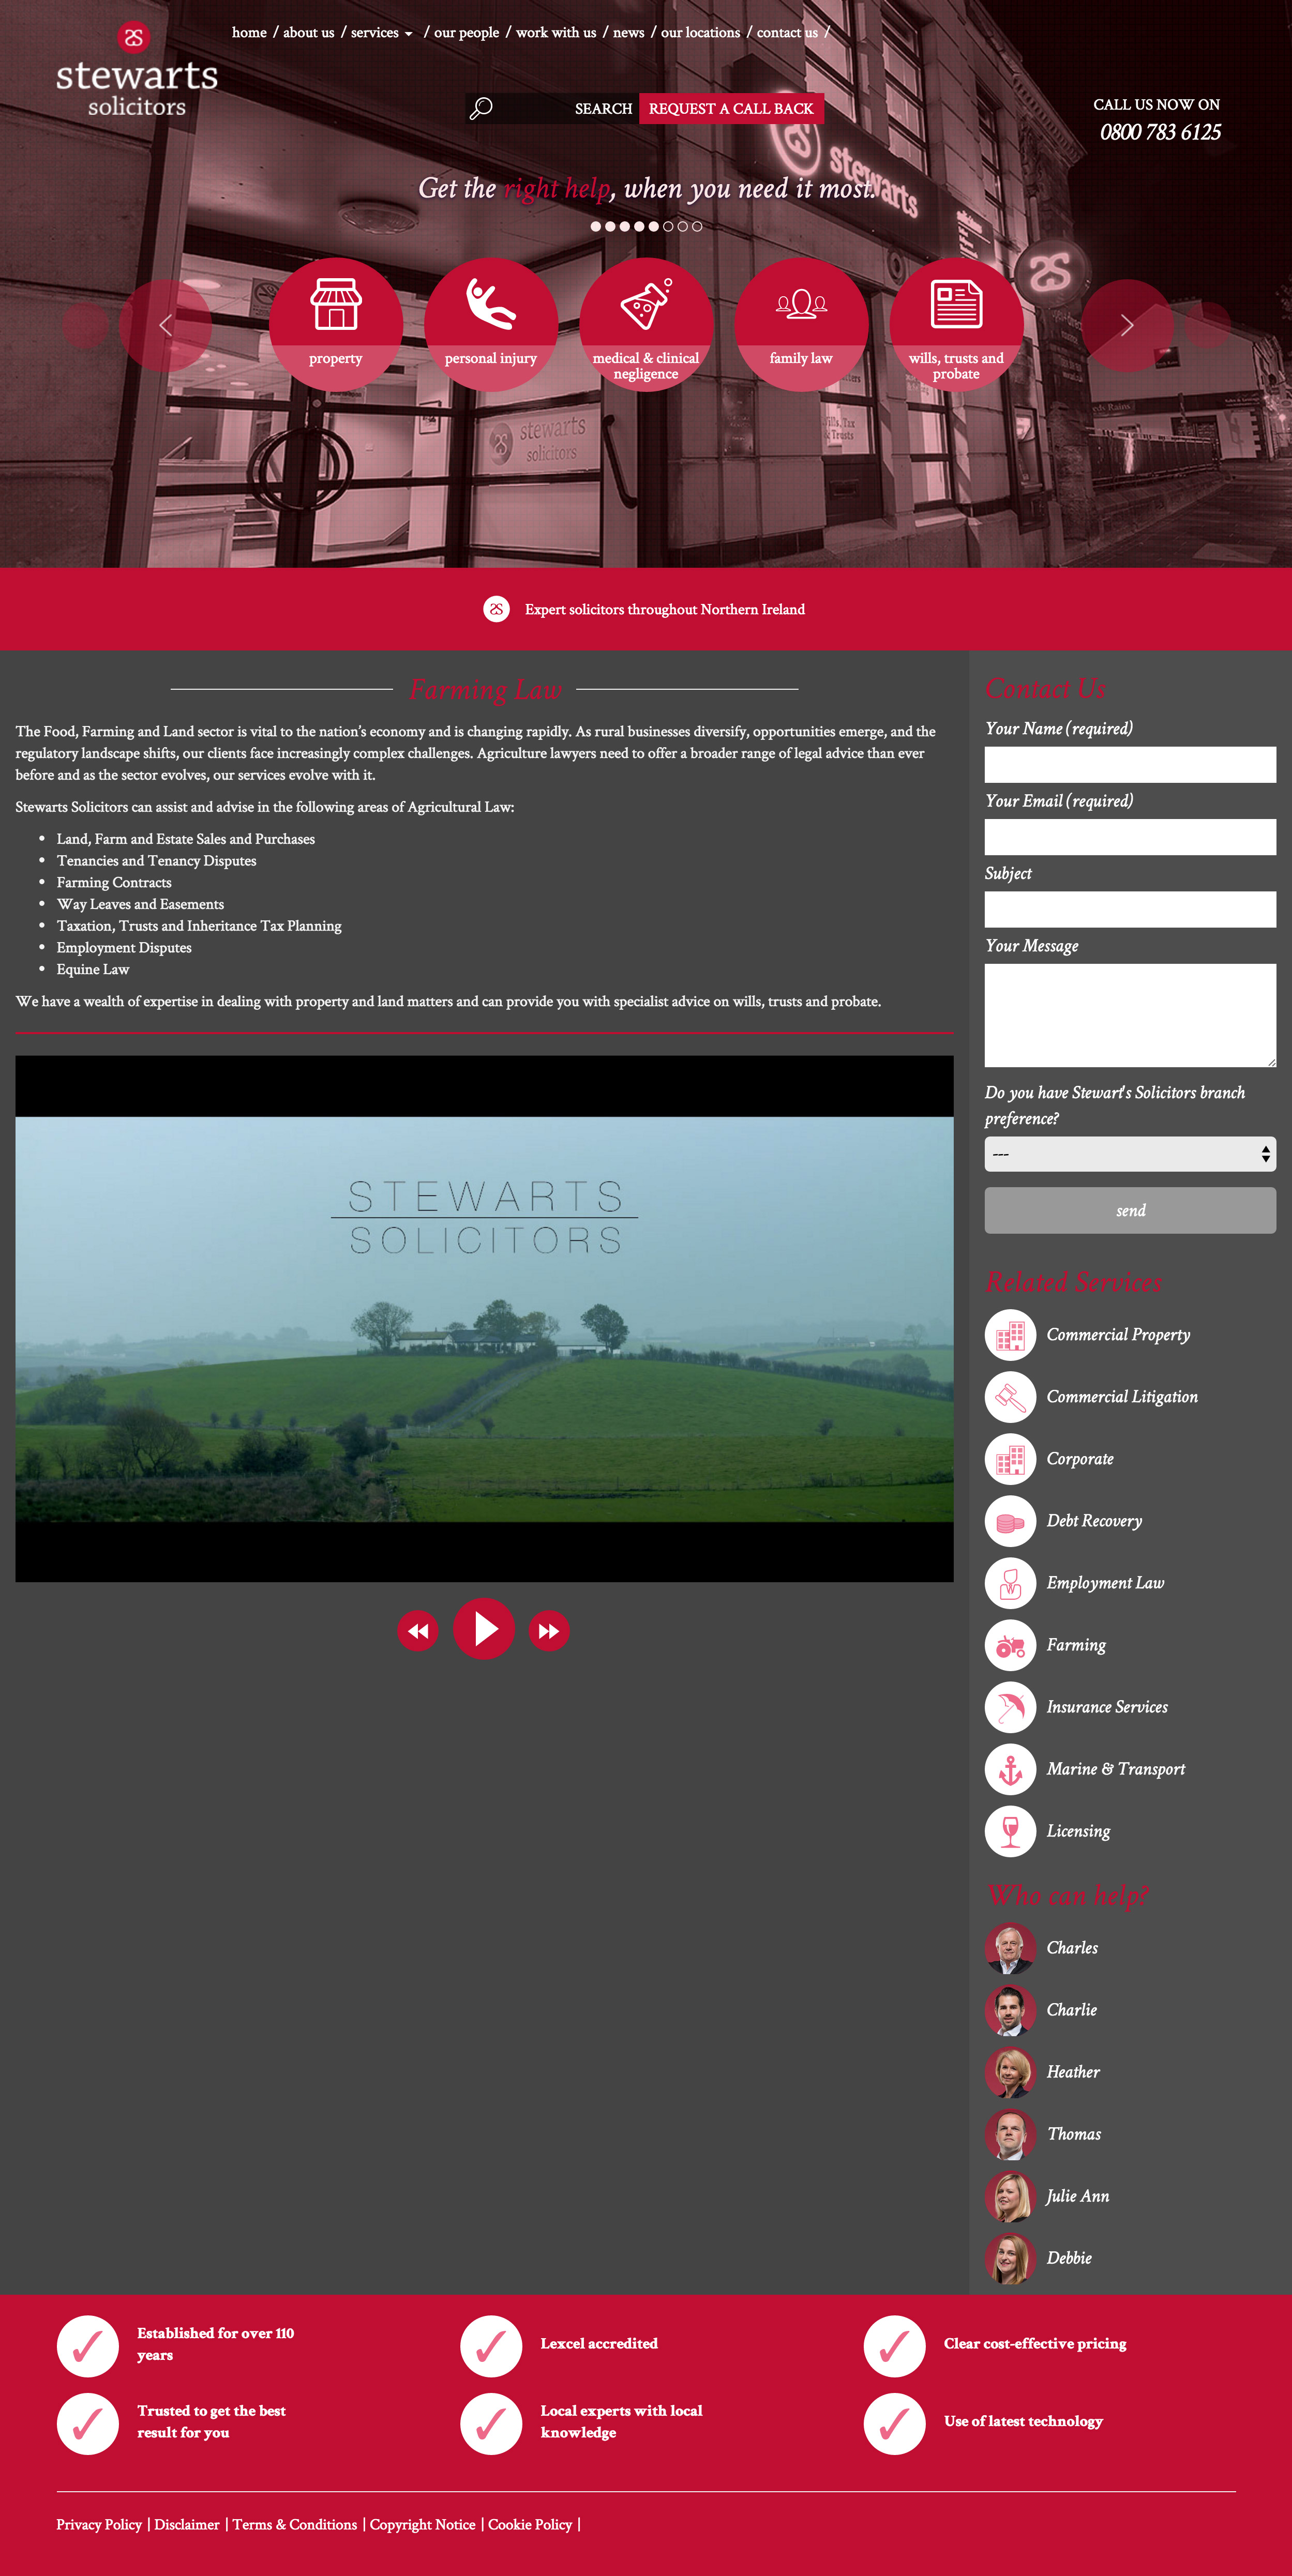 home / about us / services / our people / work with us / news / our locations / contact us /
stewarts
solicitors
SEARCH
REQUEST A CALL BACK
CALL US NOW ON
0800 783 6125
stewarts
Get the right help, when you need it most.
property
personal injury
medical & clinical
negligence
family law
wills, trusts and
probate
stewarts
solicitors
Expert solicitors throughout Northern Ireland
Farming Law
The Food, Farming and Land sector is vital to the nation's economy and is changing rapidly. As rural businesses diversify, opportunities emerge, and the
regulatory landscape shifts, our clients face increasingly complex challenges. Agriculture lawyers need to offer a broader range of legal advice than ever
before and as the sector evolves, our services evolve with it.
Stewarts Solicitors can assist and advise in the following areas of Agricultural Law:
• Land, Farm and Estate Sales and Purchases
• Tenancies and Tenancy Disputes
• Farming Contracts
• Way Leaves and Easements
• Taxation, Trusts and Inheritance Tax Planning
• Employment Disputes
• Equine Law
We have a wealth of expertise in dealing with property and land matters and can provide you with specialist advice on wills, trusts and probate.
STEWARTS
SOLICITORS
Contact Us
Your Name (required)
Your Email (required)
Subject
Your Message
Do you have Stewart's Solicitors branch
preference?
---
send
Related Services
Commercial Property
Commercial Litigation
Corporate
Debt Recovery
Employment Law
Farming
Insurance Services
Marine & Transport
Licensing
Who can help?
Charles
Charlie
Heather
Thomas
Julie Ann
Debbie
Established for over 110
years
Lexcel accredited
Clear cost-effective pricing
Trusted to get the best
result for you
Local experts with local
knowledge
Use of latest technology
Privacy Policy | Disclaimer | Terms & Conditions | Copyright Notice | Cookie Policy |